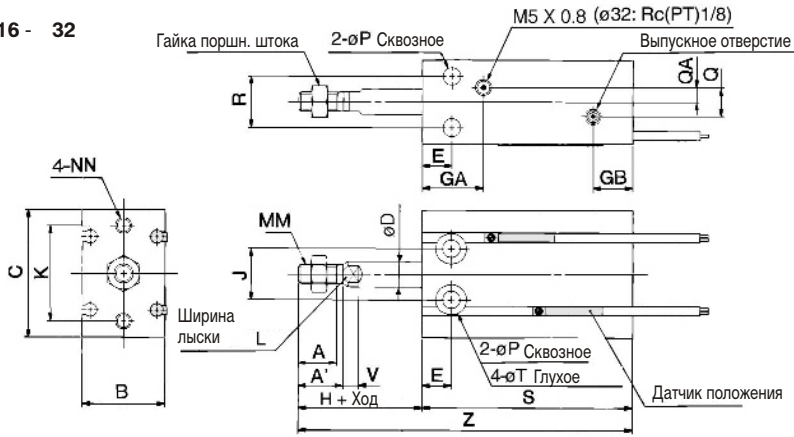 16 - 32
M5 X 0.8 (ø32: Rc(PT)1/8)
Гайка поршн. штока
2-øP Сквозное
Выпускное отверстие
R
QA
Q
E
GA
GB
4-NN
C
K
B
MM
øD
J
Ширина
лыски
L
A
A'
V
E
S
H + Ход
Z
2-øP Сквозное
4-øT Глухое
Датчик положения